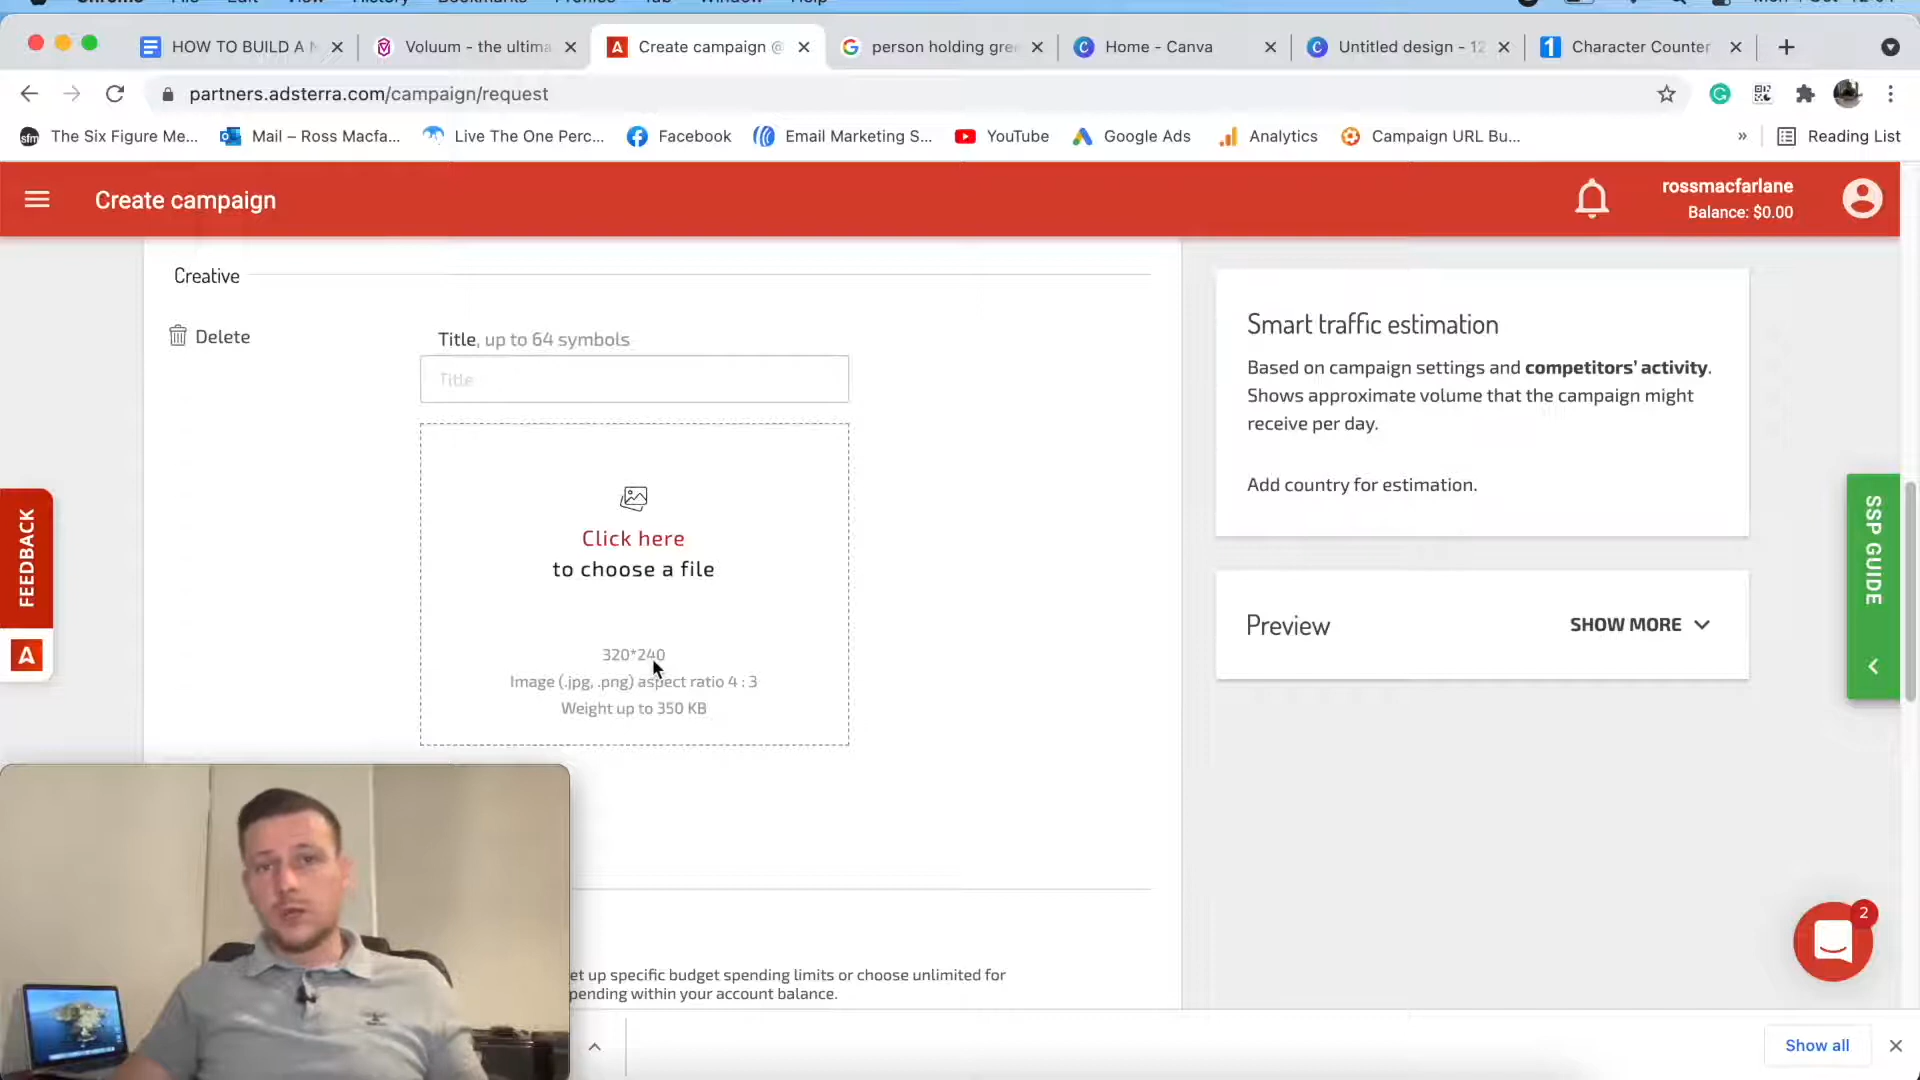 HOW TO BUILD A
Voluum - the ultima
Create campaign @
person holding gre
Home - Canva
Untitled design - 12
Character Counter
partners.adsterra.com/campaign/request
The Six Figure Me...
Mail – Ross Macfa...
Live The One Perc...
Facebook
Email Marketing S...
YouTube
Google Ads
Analytics
Campaign URL Bu...
»
Reading List
Create campaign
rossmacfarlane
Balance: $0.00
Creative
Delete
Title, up to 64 symbols
Title
Click here
to choose a file
320*240
Image (.jpg, .png) aspect ratio 4 : 3
Weight up to 350 KB
Smart traffic estimation
Based on campaign settings and competitors' activity.
Shows approximate volume that the campaign might
receive per day.
Add country for estimation.
Preview
SHOW MORE
FEEDBACK
A
SSP GUIDE
2
et up specific budget spending limits or choose unlimited for
pending within your account balance.
Show all